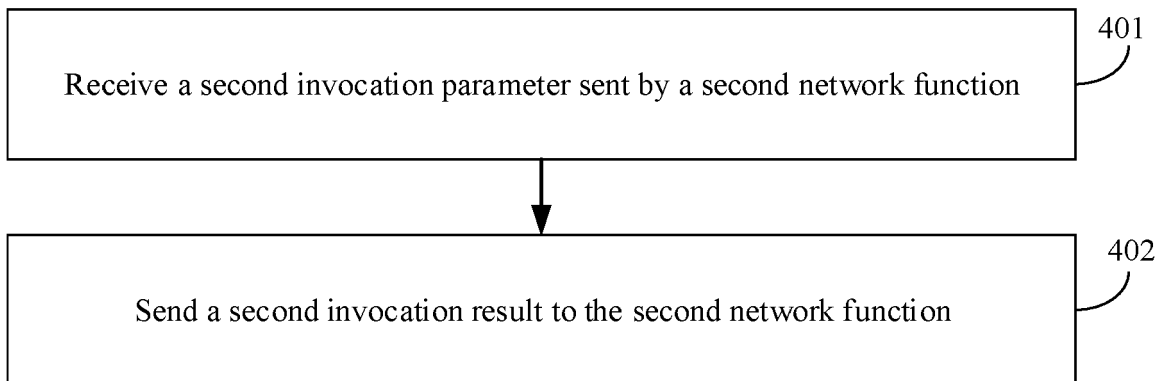 401
Receive a second invocation parameter sent by a second network function
402
Send a second invocation result to the second network function